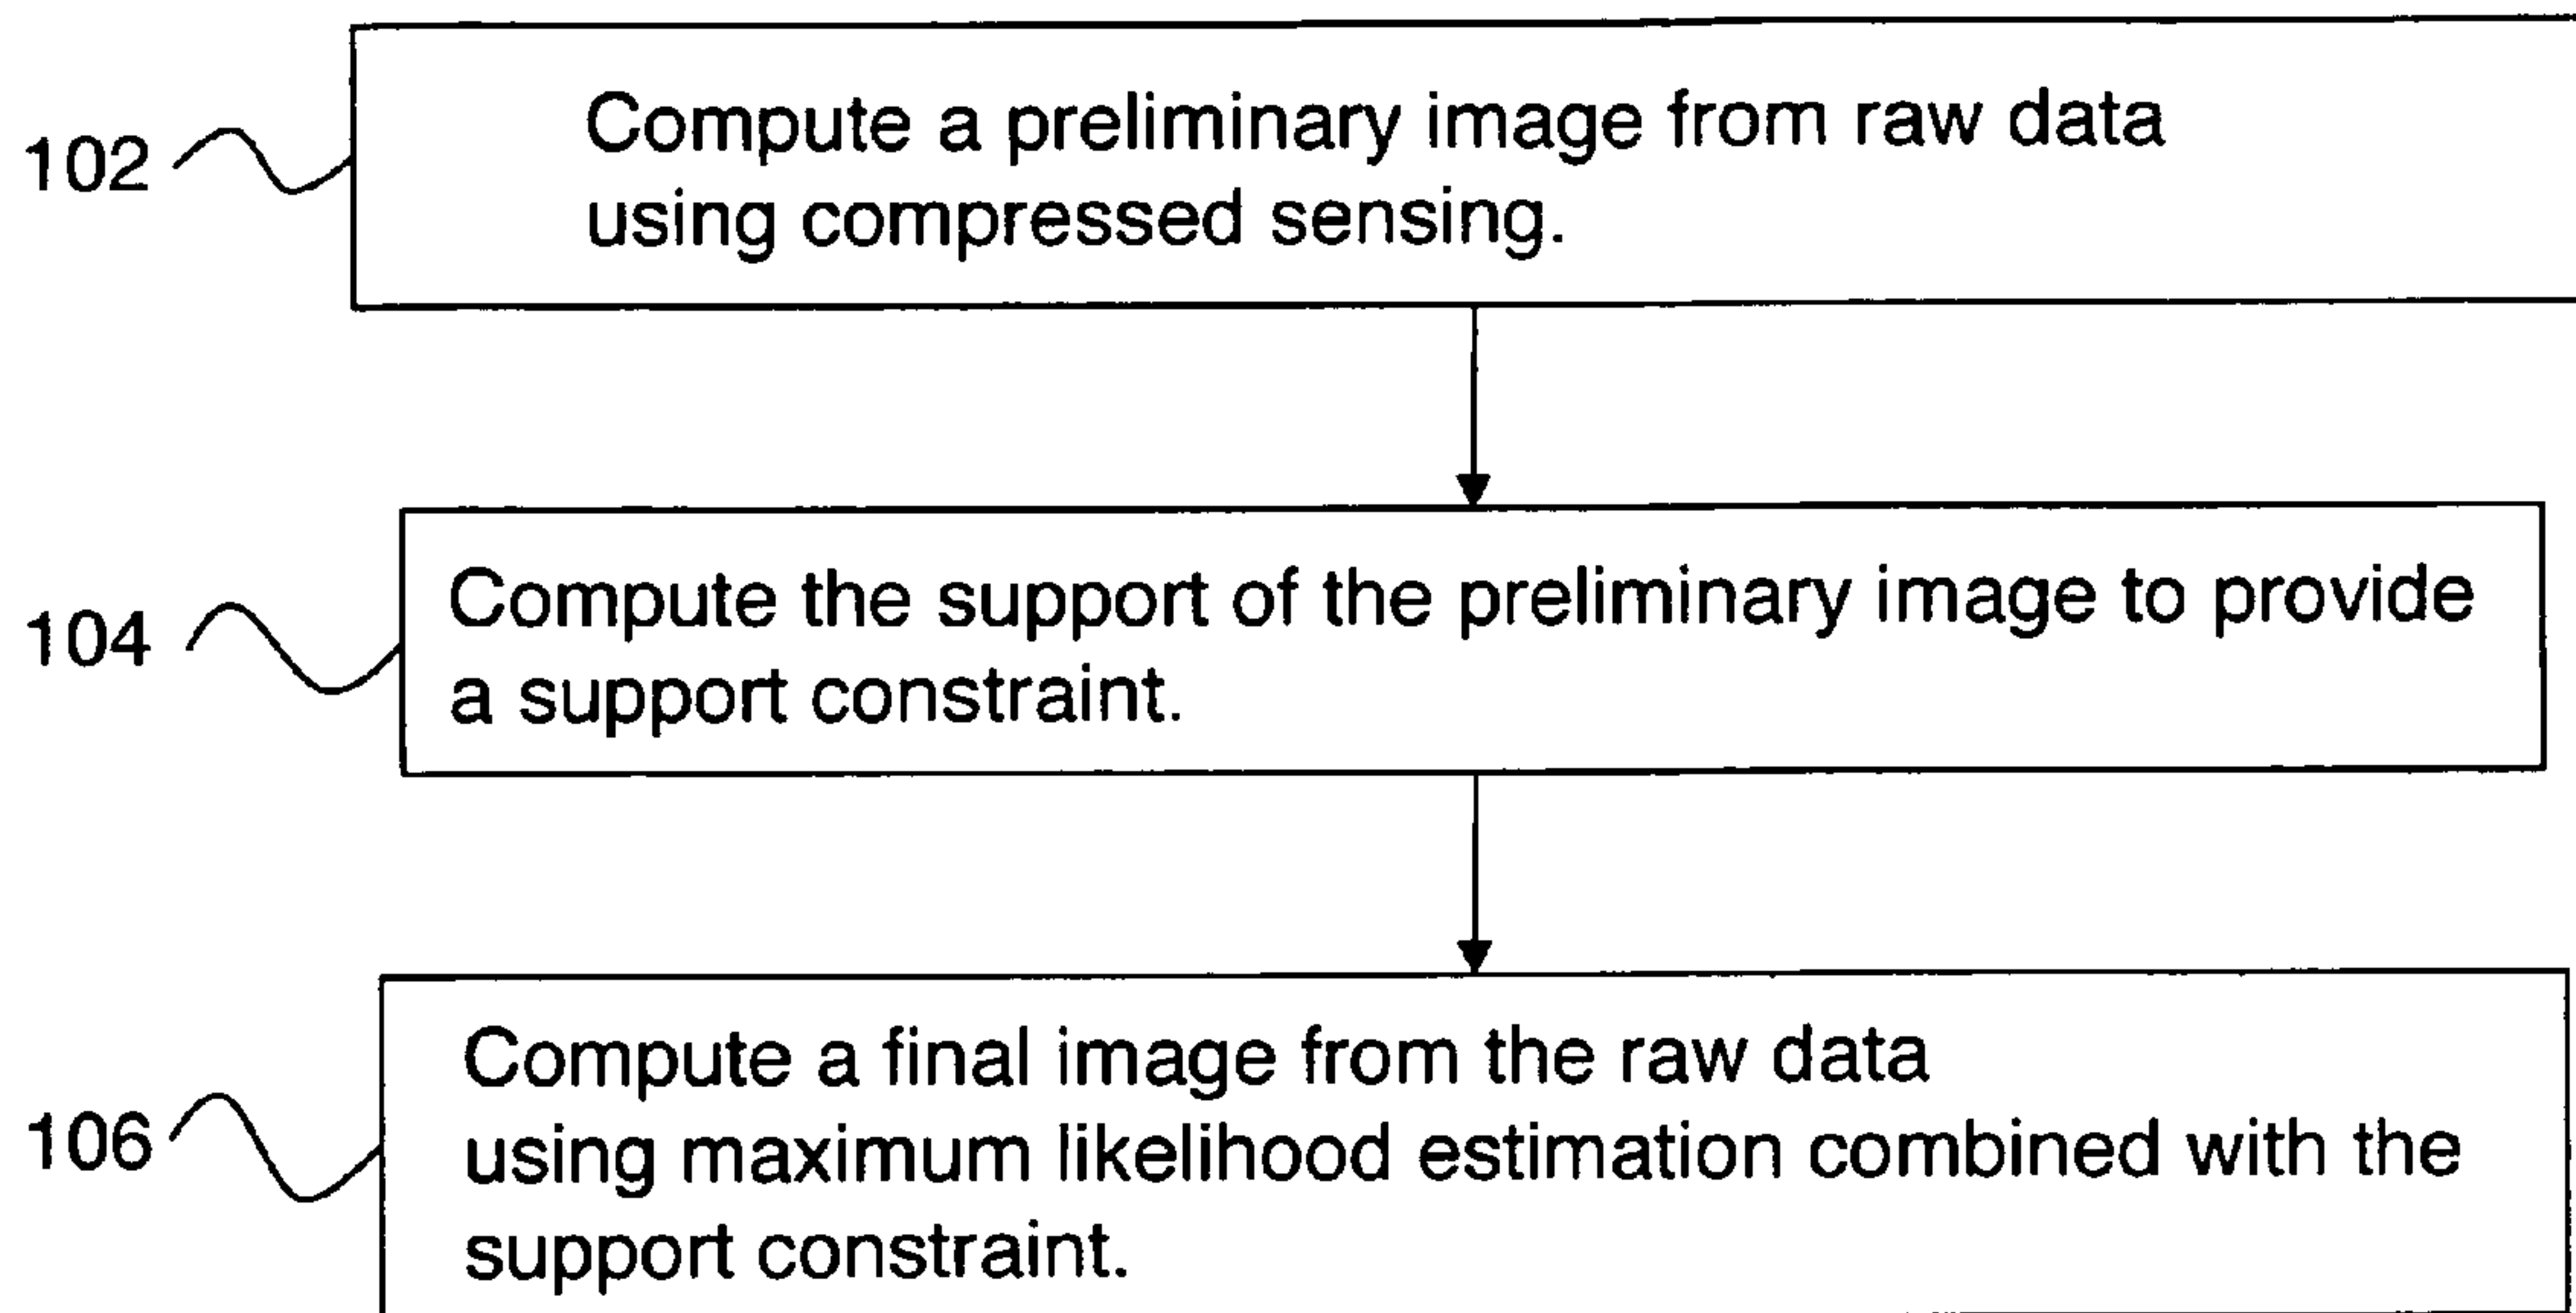 102
Compute a preliminary image from raw data
using compressed sensing.
104
Compute the support of the preliminary image to provide
a support constraint.
106
Compute a final image from the raw data
using maximum likelihood estimation combined with the
support constraint.